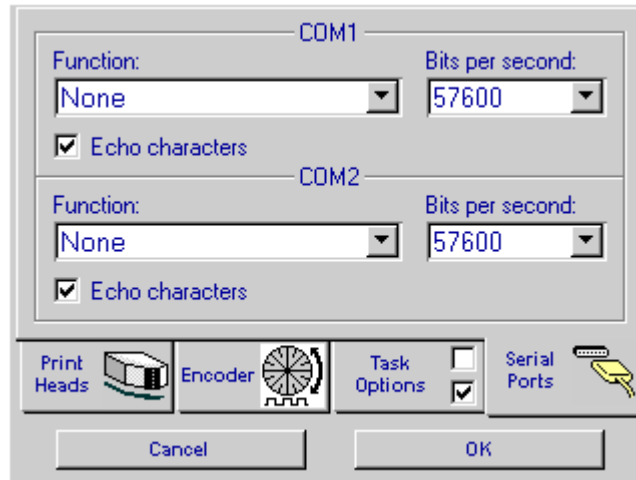 COM1
Function: Bits per second:
None 57600
Echo characters
COM2
Function: Bits per second:
None 57600
Echo characters
Print Heads
Encoder
Task Options
Serial Ports
Cancel OK